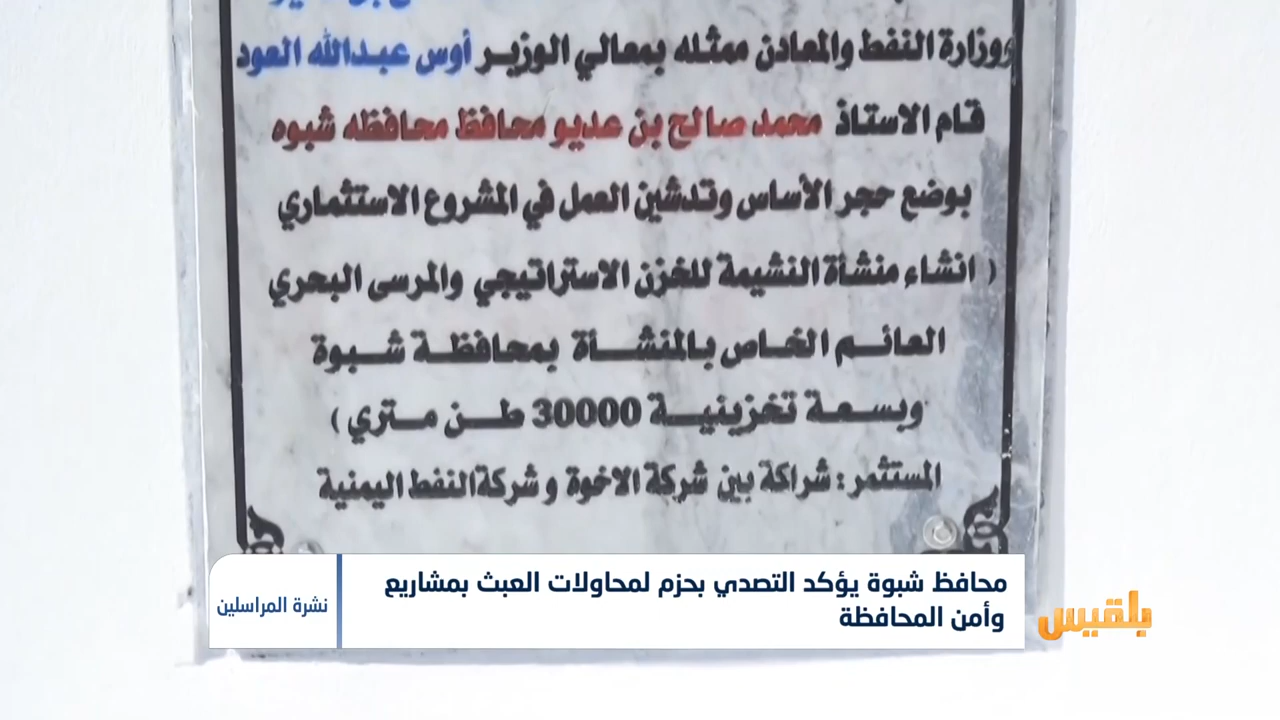 ووزارة النفط والمعادن ممثله بمعالي الوزير أوس عبدالله العود
قام الاستاذ محمد صالح بن عديو محافظ محافظه شبوه
بوضع حجر الأساس وتدشين العمل في المشروع الاستثماري
( انشاء منشأة النشيمة للخزن الاستراتيجي والمرسى البحري
العائم الخاص بالمنشأة بمحافظة شبوة
وبسعة تخزينية 30000 طن متري )
المستثمر : شراكة بين شركة الاخوة وشركة النفط اليمنية
محافظ شبوة يؤكد التصدي بحزم لمحاولات العبث بمشاريع
وأمن المحافظة
نشرة المراسلين
بلقيس